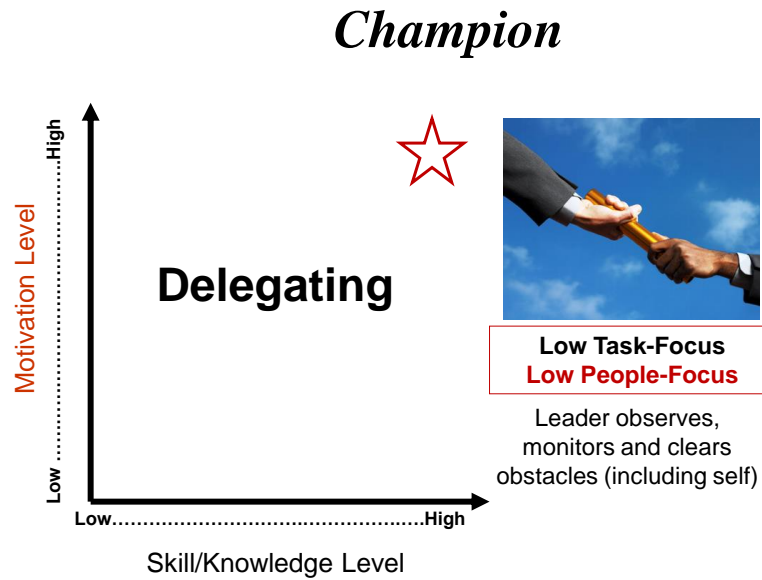 Champion
High
Low ………………………………………High
Motivation Level
Delegating
Low Task-Focus
Low People-Focus
Leader observes,
monitors and clears
obstacles (including self)
Low………………………………………High
Skill/Knowledge Level